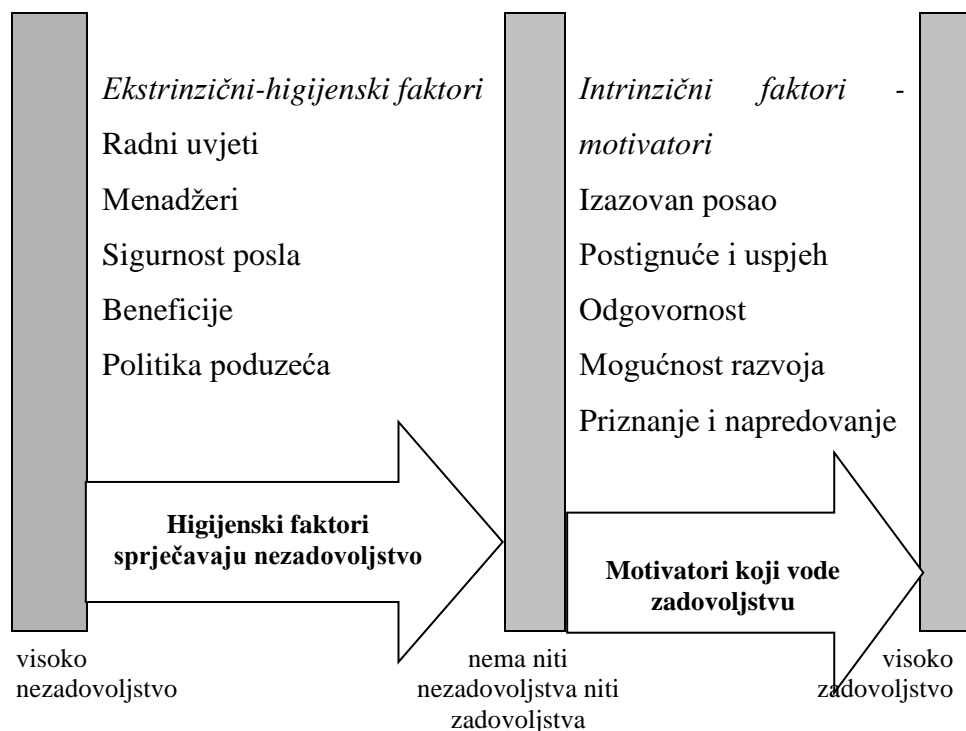 Ekstrinzični-higijenski faktori
Radni uvjeti
Menadžeri
Sigurnost posla
Beneficije
Politika poduzeća
Intrinzični faktori -
motivatori
Izazovan posao
Postignuće i uspjeh
Odgovornost
Mogućnost razvoja
Priznanje i napredovanje
Higijenski faktori
sprječavaju nezadovoljstvo
Motivatori koji vode
zadovoljstvu
visoko
nezadovoljstvo
nema niti
nezadovoljstva niti
zadovoljstva
visoko
zadovoljstvo